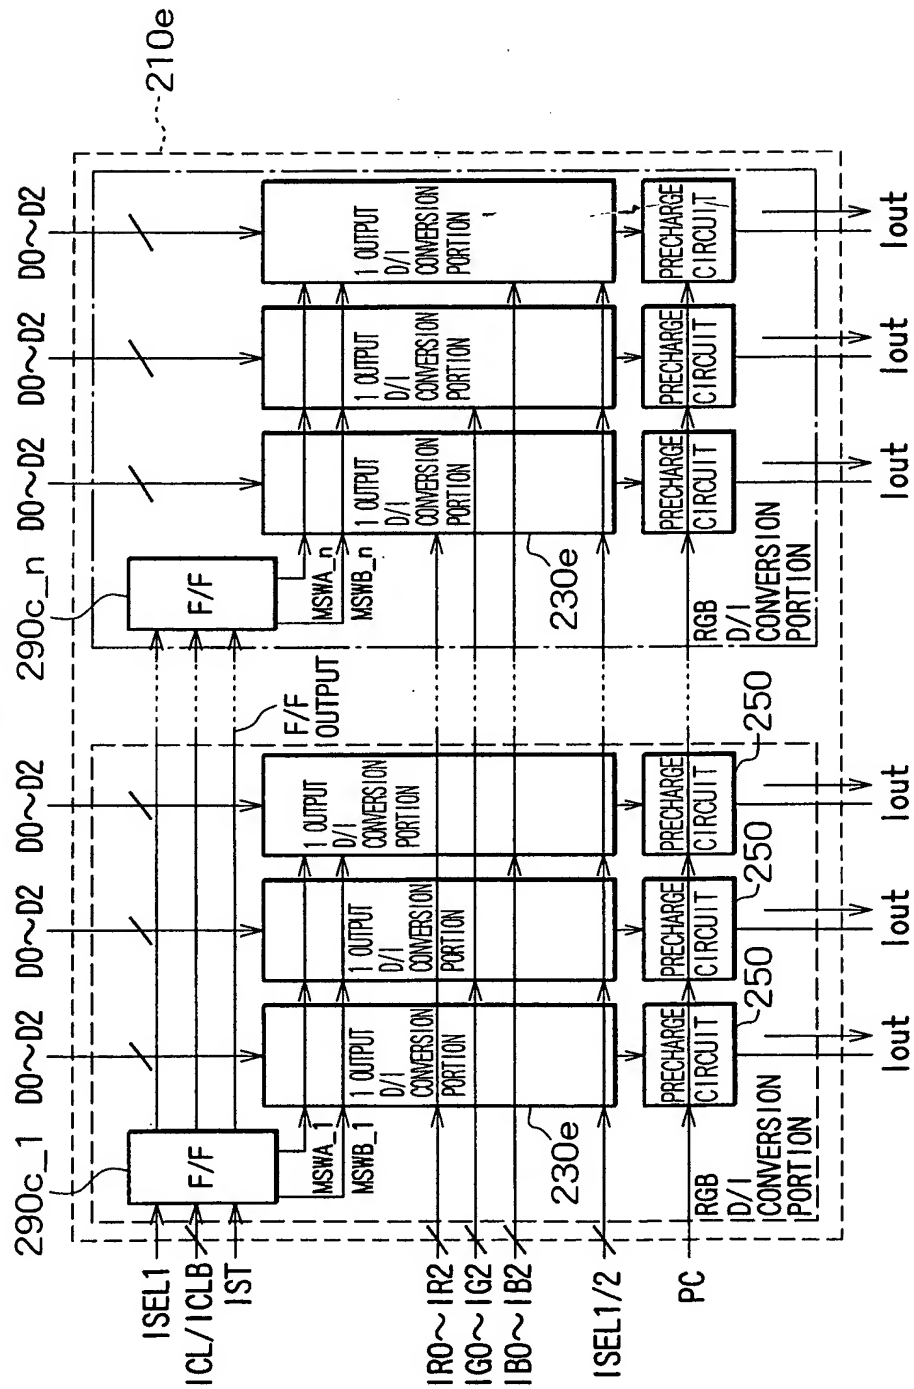 210e
D0~D2
D0~D2
D0~D2
D0~D2
D0~D2
D0~D2
290c_1
F/F
290c_n
F/F
ISEL1
ICL/ICLB
IST
F/F
OUTPUT
MSWA_1
MSWB_1
MSWA_n
MSWB_n
1 OUTPUT
D/I
CONVERSION
PORTION
1 OUTPUT
D/I
CONVERSION
PORTION
1 OUTPUT
D/I
CONVERSION
PORTION
1 OUTPUT
D/I
CONVERSION
PORTION
1 OUTPUT
D/I
CONVERSION
PORTION
1 OUTPUT
D/I
CONVERSION
PORTION
IR0~IR2
IG0~IG2
IB0~IB2
230e
230e
ISEL1/2
PC
PRECHARGE
CIRCUIT
PRECHARGE
CIRCUIT
PRECHARGE
CIRCUIT
PRECHARGE
CIRCUIT
PRECHARGE
CIRCUIT
PRECHARGE
CIRCUIT
250
250
250
RGB
D/I
CONVERSION
PORTION
RGB
D/I
CONVERSION
PORTION
Iout
Iout
Iout
Iout
Iout
Iout